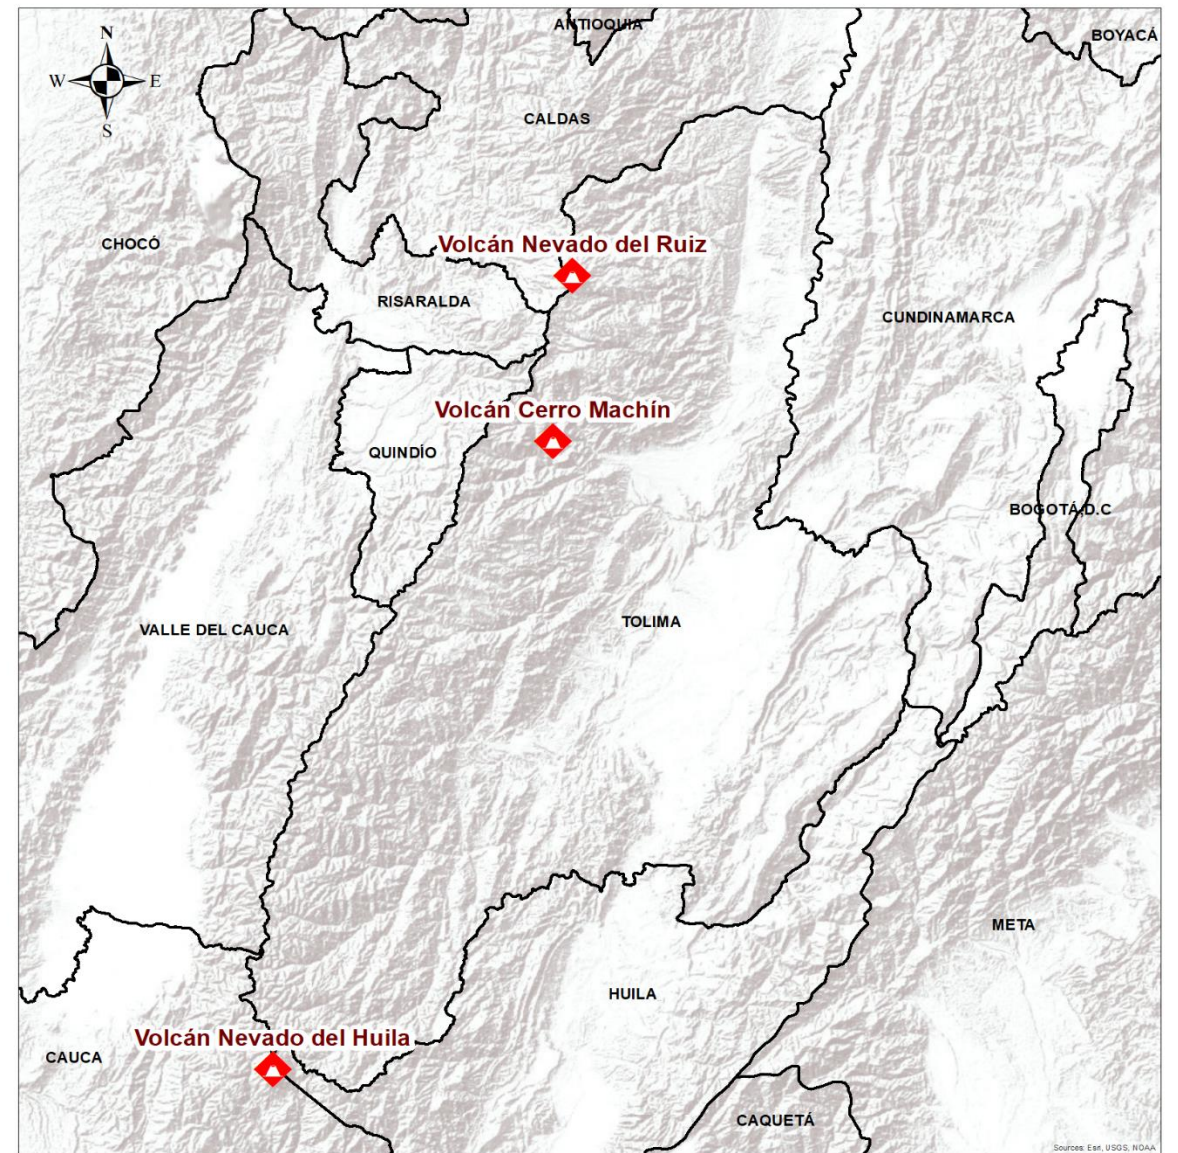 ANTIOQUIA
BOYACÁ
N
W
E
S
CALDAS
CHOCÓ
Volcán Nevado del Ruiz
RISARALDA
CUNDINAMARCA
Volcán Cerro Machín
QUINDÍO
BOGOTÁ,D.C
TOLIMA
VALLE DEL CAUCA
META
HUILA
Volcán Nevado del Huila
CAUCA
CAQUETÁ
Sources: Esri, USGS, NOAA